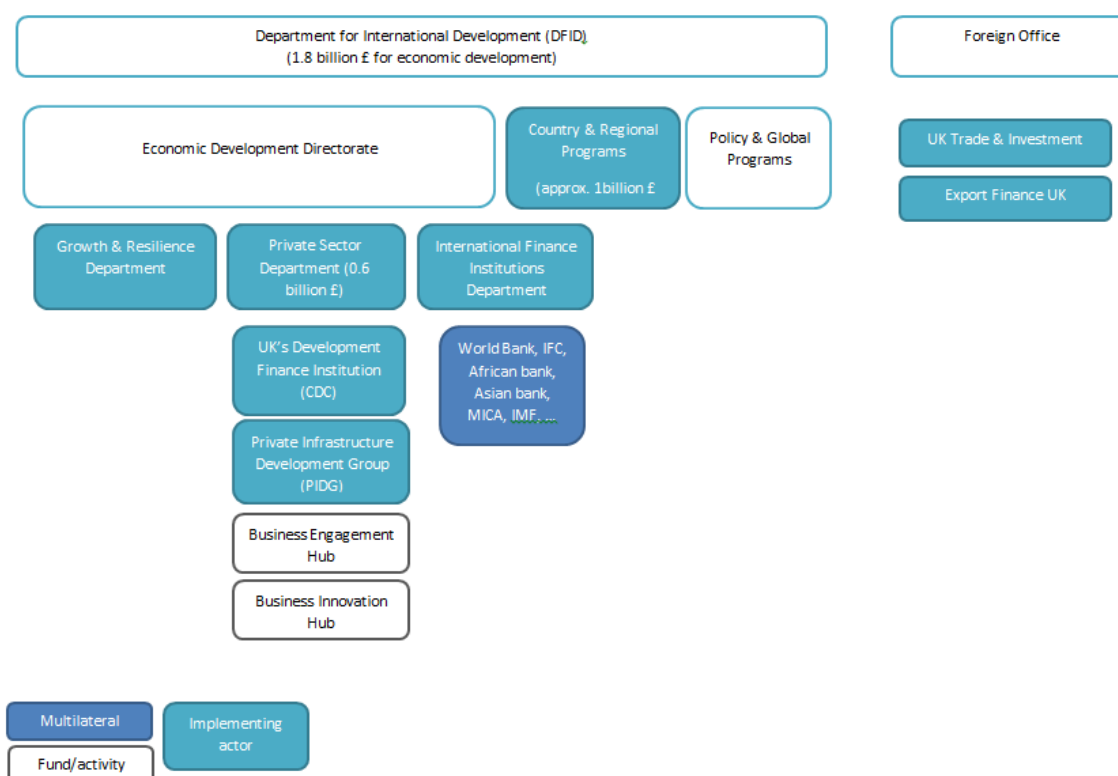 Department for International Development (DFID)
(1.8 billion £ for economic development)
Foreign Office
Economic Development Directorate
Country & Regional
Programs
(approx. 1billion £
Policy & Global
Programs
UK Trade & Investment
Export Finance UK
Growth & Resilience
Department
Private Sector
Department (0.6
billion £)
International Finance
Institutions
Department
UK's Development
Finance Institution
(CDC)
World Bank, IFC,
African bank,
Asian bank,
MICA, IMF, ...
Private Infrastructure
Development Group
(PIDG)
Business Engagement
Hub
Business Innovation
Hub
Multilateral
Implementing
actor
Fund/activity